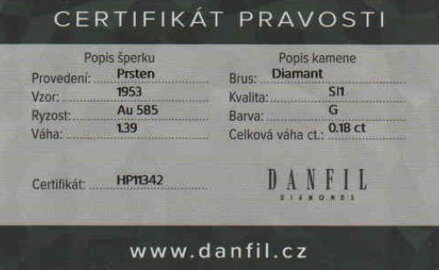 CERTIFIKÁT PRAVOSTI
Popis šperku
Provedení: Prsten
Vzor: 1953
Ryzost: Au 585
Váha: 1.39
Certifikát: HP11342
Popis kamene
Brus: Diamant
Kvalita: SI1
Barva: G
Celková váha ct.: 0.18 ct
DANFIL
DIAMONDS
www.danfil.cz